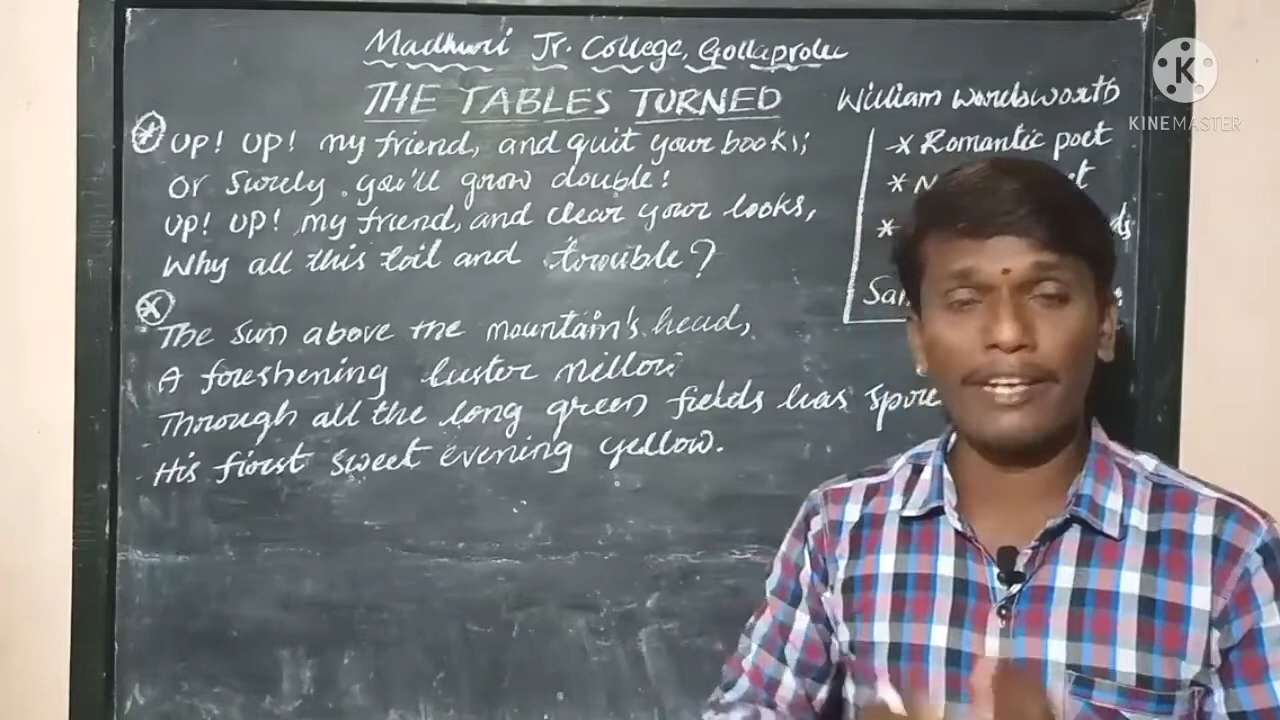 Madhuri Jr. College, Gollaprolu
THE TABLES TURNED
William Wordsworth
Up! Up! my friend, and quit your books;
Or Surely you'll grow double!
Up! Up! my friend, and clear your looks,
Why all this toil and trouble?
The Sun above the mountain's head,
A freshening luster mellow
Through all the long green fields has spre
His first sweet evening yellow.
* Romantic poet
*
*
K
KINEMASTER